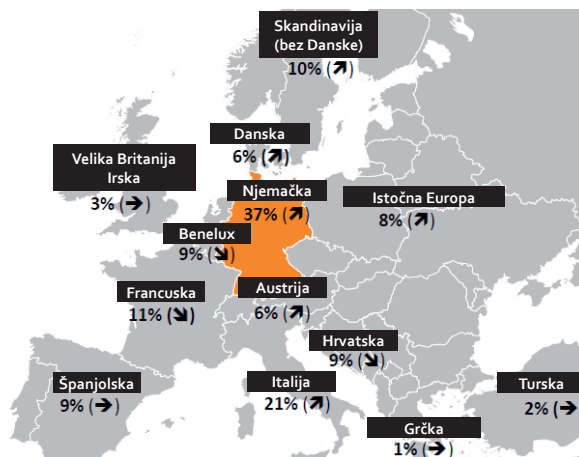 Skandinavija
(bez Danske)
10% (↗)
Danska
6% (↗)
Velika Britanija
Irska
3% (→)
Njemačka
37% (↗)
Istočna Europa
8% (↗)
Benelux
9% (↘)
Francuska
11% (↘)
Austrija
6% (↗)
Hrvatska
9% (↘)
Španjolska
9% (→)
Italija
21% (↗)
Turska
2% (→)
Grčka
1% (→)